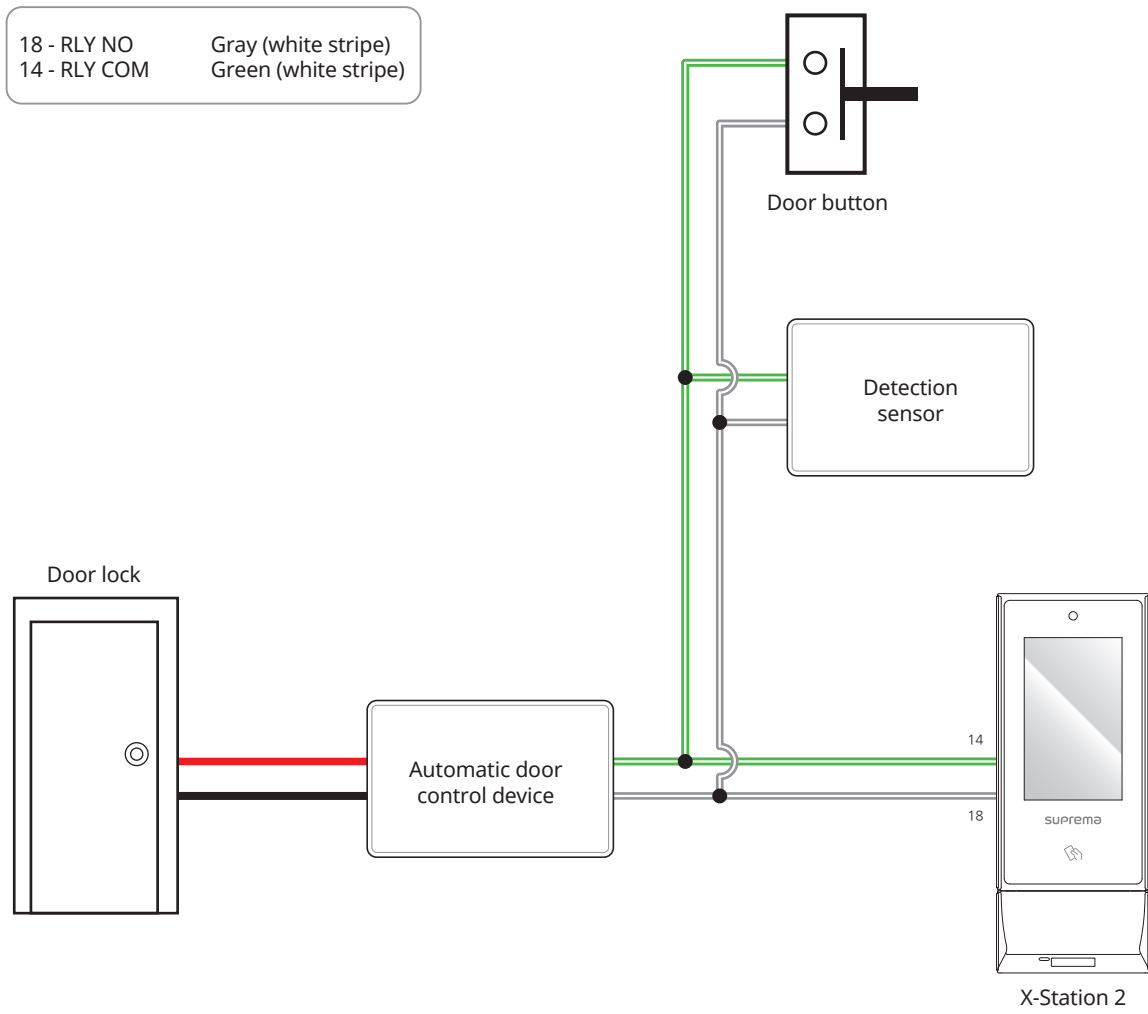 18 - RLY NO Gray (white stripe)
14 - RLY COM Green (white stripe)
Door button
Detection
sensor
Door lock
Automatic door
control device
14
18
suprema
X-Station 2